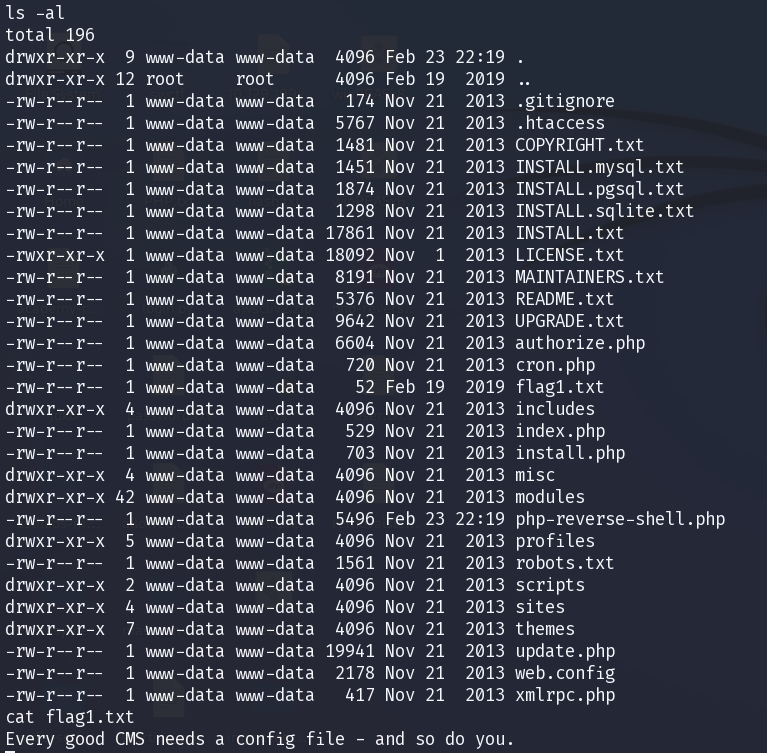 ls -al
total 196
drwxr-xr-x  9 www-data www-data  4096 Feb 23 22:19 .
drwxr-xr-x 12 root     root      4096 Feb 19  2019 ..
-rw-r--r--  1 www-data www-data   174 Nov 21  2013 .gitignore
-rw-r--r--  1 www-data www-data  5767 Nov 21  2013 .htaccess
-rw-r--r--  1 www-data www-data  1481 Nov 21  2013 COPYRIGHT.txt
-rw-r--r--  1 www-data www-data  1451 Nov 21  2013 INSTALL.mysql.txt
-rw-r--r--  1 www-data www-data  1874 Nov 21  2013 INSTALL.pgsql.txt
-rw-r--r--  1 www-data www-data  1298 Nov 21  2013 INSTALL.sqlite.txt
-rw-r--r--  1 www-data www-data 17861 Nov 21  2013 INSTALL.txt
-rwxr-xr-x  1 www-data www-data 18092 Nov  1  2013 LICENSE.txt
-rw-r--r--  1 www-data www-data  8191 Nov 21  2013 MAINTAINERS.txt
-rw-r--r--  1 www-data www-data  5376 Nov 21  2013 README.txt
-rw-r--r--  1 www-data www-data  9642 Nov 21  2013 UPGRADE.txt
-rw-r--r--  1 www-data www-data  6604 Nov 21  2013 authorize.php
-rw-r--r--  1 www-data www-data   720 Nov 21  2013 cron.php
-rw-r--r--  1 www-data www-data    52 Feb 19  2019 flag1.txt
drwxr-xr-x  4 www-data www-data  4096 Nov 21  2013 includes
-rw-r--r--  1 www-data www-data   529 Nov 21  2013 index.php
-rw-r--r--  1 www-data www-data   703 Nov 21  2013 install.php
drwxr-xr-x  4 www-data www-data  4096 Nov 21  2013 misc
drwxr-xr-x 42 www-data www-data  4096 Nov 21  2013 modules
-rw-r--r--  1 www-data www-data  5496 Feb 23 22:19 php-reverse-shell.php
drwxr-xr-x  5 www-data www-data  4096 Nov 21  2013 profiles
-rw-r--r--  1 www-data www-data  1561 Nov 21  2013 robots.txt
drwxr-xr-x  2 www-data www-data  4096 Nov 21  2013 scripts
drwxr-xr-x  4 www-data www-data  4096 Nov 21  2013 sites
drwxr-xr-x  7 www-data www-data  4096 Nov 21  2013 themes
-rw-r--r--  1 www-data www-data 19941 Nov 21  2013 update.php
-rw-r--r--  1 www-data www-data  2178 Nov 21  2013 web.config
-rw-r--r--  1 www-data www-data   417 Nov 21  2013 xmlrpc.php
cat flag1.txt
Every good CMS needs a config file - and so do you.